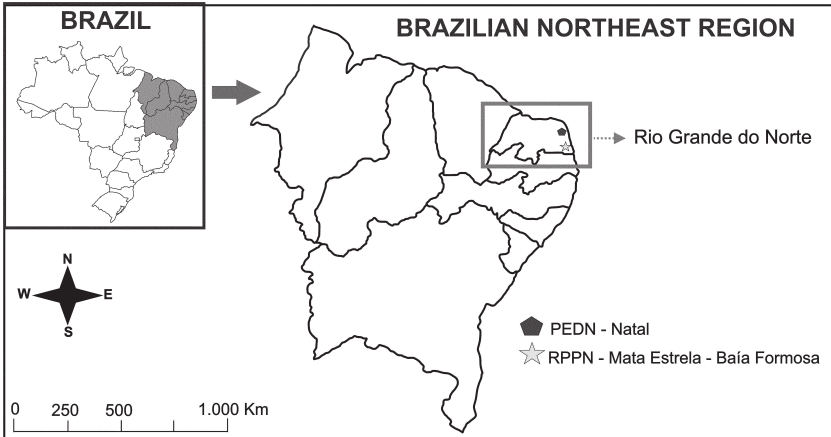 BRAZIL
BRAZILIAN NORTHEAST REGION
Rio Grande do Norte
N
W E
S
PEDN - Natal
RPPN - Mata Estrela - Baía Formosa
0 250 500 1.000 Km